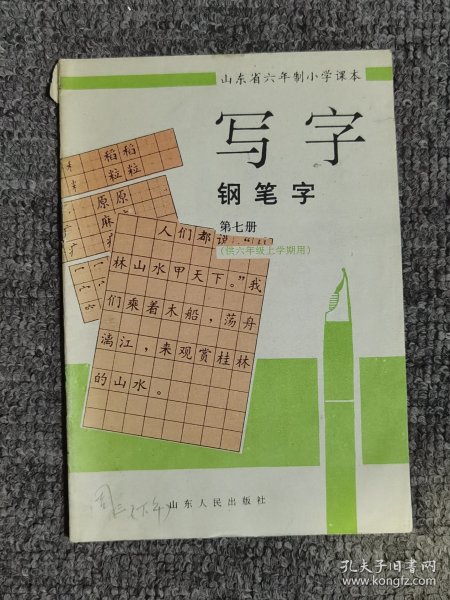 山东省六年制小学课本
写字
钢笔字
第七册
(供六年级上学期用)
稻稻
粒粒
原原
麻
人们都说：“桂
林山水甲天下。”我
们乘着木船，荡舟
漓江，来观赏桂林
的山水。
山东人民出版社
孔夫子旧书网
www.kongfz.com